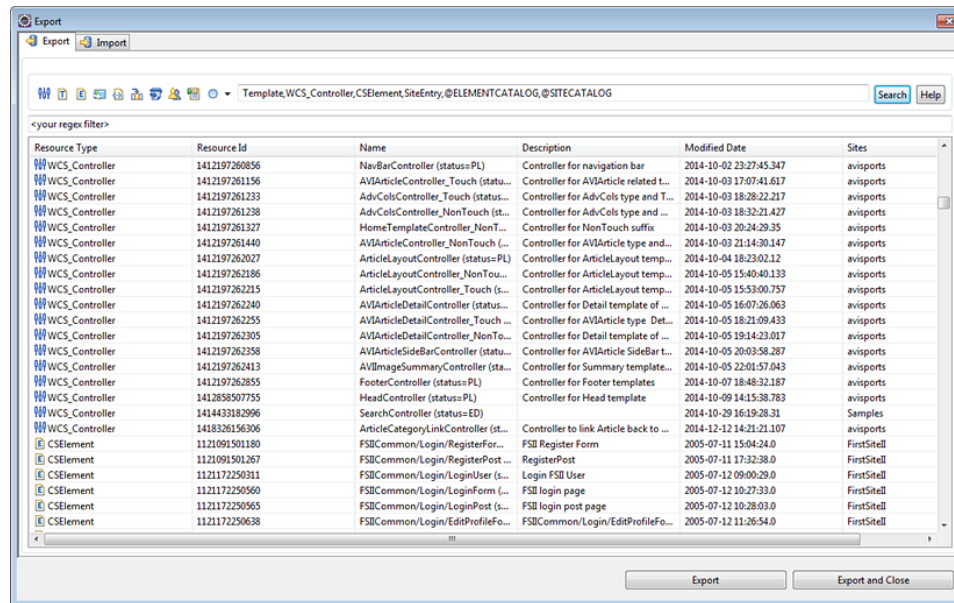 Export
Export Import
Template,WCS_Controller,CSElement,SiteEntry,@ELEMENTCATALOG,@SITECATALOG Search Help
<your regex filter>
Resource Type Resource Id Name Description Modified Date Sites
WCS_Controller 1412197260856 NavBarController (status=PL) Controller for navigation bar 2014-10-02 23:27:45.347 avisports
WCS_Controller 1412197261156 AVIArticleController_Touch (statu... Controller for AVIArticle related t... 2014-10-03 17:07:41.617 avisports
WCS_Controller 1412197261233 AdvColsController_Touch (status... Controller for AdvCols type and T... 2014-10-03 18:28:22.217 avisports
WCS_Controller 1412197261238 AdvColsController_NonTouch (st... Controller for AdvCols type and ... 2014-10-03 18:32:21.427 avisports
WCS_Controller 1412197261327 HomeTemplateController_NonT... Controller for NonTouch suffix 2014-10-03 20:24:29.35 avisports
WCS_Controller 1412197261440 AVIArticleController_NonTouch (... Controller for AVIArticle type and... 2014-10-03 21:14:30.147 avisports
WCS_Controller 1412197262027 ArticleLayoutController (status=PL) Controller for ArticleLayout temp... 2014-10-04 18:23:02.12 avisports
WCS_Controller 1412197262186 ArticleLayoutController_NonTou... Controller for ArticleLayout temp... 2014-10-05 15:40:40.133 avisports
WCS_Controller 1412197262215 ArticleLayoutController_Touch (s... Controller for ArticleLayout temp... 2014-10-05 15:53:00.757 avisports
WCS_Controller 1412197262240 AVIArticleDetailController (status... Controller for Detail template of ... 2014-10-05 16:07:26.063 avisports
WCS_Controller 1412197262255 AVIArticleDetailController_Touch ... Controller for AVIArticle type Det... 2014-10-05 18:21:09.433 avisports
WCS_Controller 1412197262305 AVIArticleDetailController_NonTo... Controller for Detail template of ... 2014-10-05 19:14:23.017 avisports
WCS_Controller 1412197262358 AVIArticleSideBarController (statu... Controller for AVIArticle SideBar t... 2014-10-05 20:03:58.287 avisports
WCS_Controller 1412197262413 AVIImageSummaryController (sta... Controller for Summary template... 2014-10-05 22:01:57.043 avisports
WCS_Controller 1412197262855 FooterController (status=PL) Controller for Footer templates 2014-10-07 18:48:32.187 avisports
WCS_Controller 1412858507755 HeadController (status=PL) Controller for Head template 2014-10-09 14:15:38.783 avisports
WCS_Controller 1414433182996 SearchController (status=ED) 2014-10-29 16:19:28.31 Samples
WCS_Controller 1418326156306 ArticleCategoryLinkController (st... Controller to link Article back to ... 2014-12-12 14:21:21.107 avisports
CSElement 1121091501180 FSIICommon/Login/RegisterFor... FSII Register Form 2005-07-11 15:04:24.0 FirstSiteII
CSElement 1121091501267 FSIICommon/Login/RegisterPost ... RegisterPost 2005-07-11 17:32:38.0 FirstSiteII
CSElement 1121172250311 FSIICommon/Login/LoginUser (s... Login FSII User 2005-07-12 09:00:29.0 FirstSiteII
CSElement 1121172250560 FSIICommon/Login/LoginForm (... FSII login page 2005-07-12 10:27:33.0 FirstSiteII
CSElement 1121172250565 FSIICommon/Login/LoginPost (s... FSII login post page 2005-07-12 10:28:03.0 FirstSiteII
CSElement 1121172250638 FSIICommon/Login/EditProfileFo... FSIICommon/Login/EditProfileFo... 2005-07-12 11:26:54.0 FirstSiteII
Export Export and Close